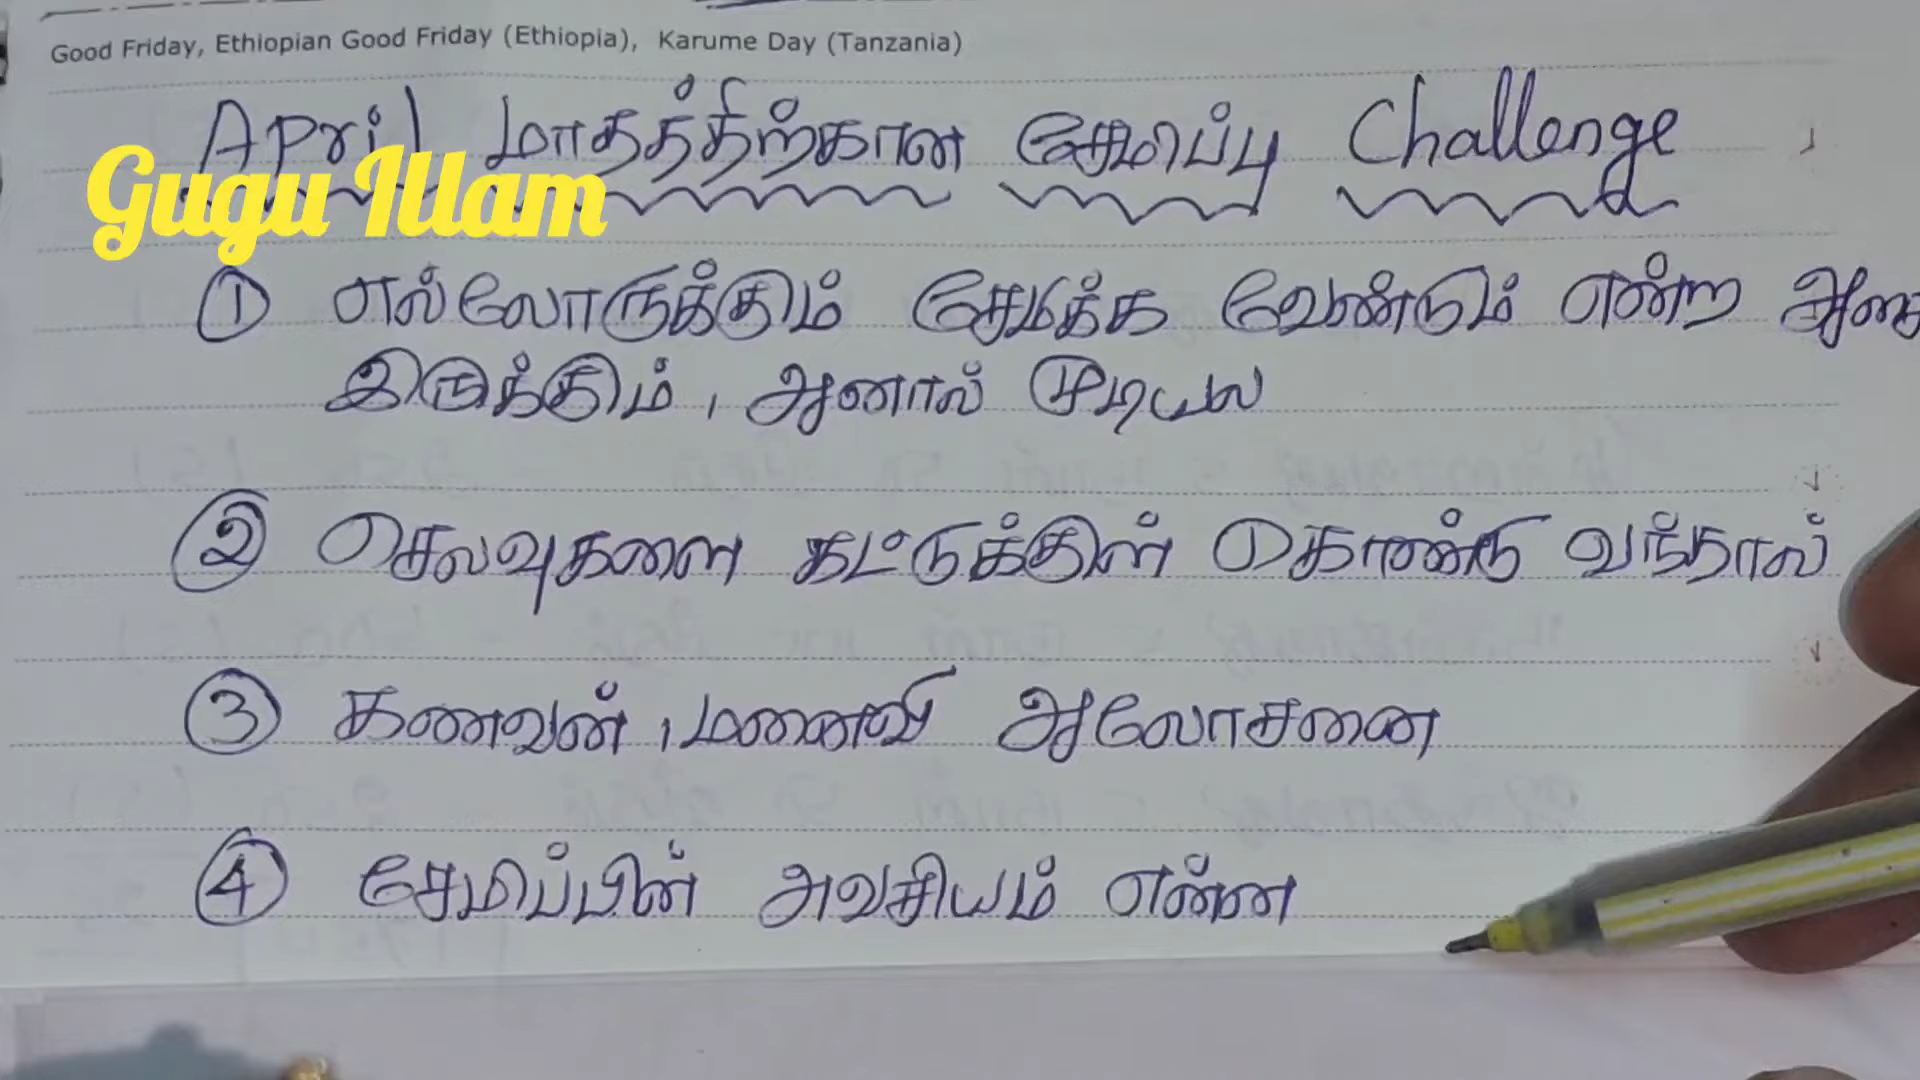 Good Friday, Ethiopian Good Friday (Ethiopia), Karume Day (Tanzania)
April மாதத்திற்கான சேமிப்பு Challenge
Gugu Illam
① எல்லோருக்கும் சேமிக்க வேண்டும் என்ற
இருக்கும், ஆனால் முடியல
② செலவுகளை கட்டுக்குள் கொண்டு வந்தால்
③ கணவன், மனைவி ஆலோசனை
④ சேமிப்பின் அவசியம் என்ன